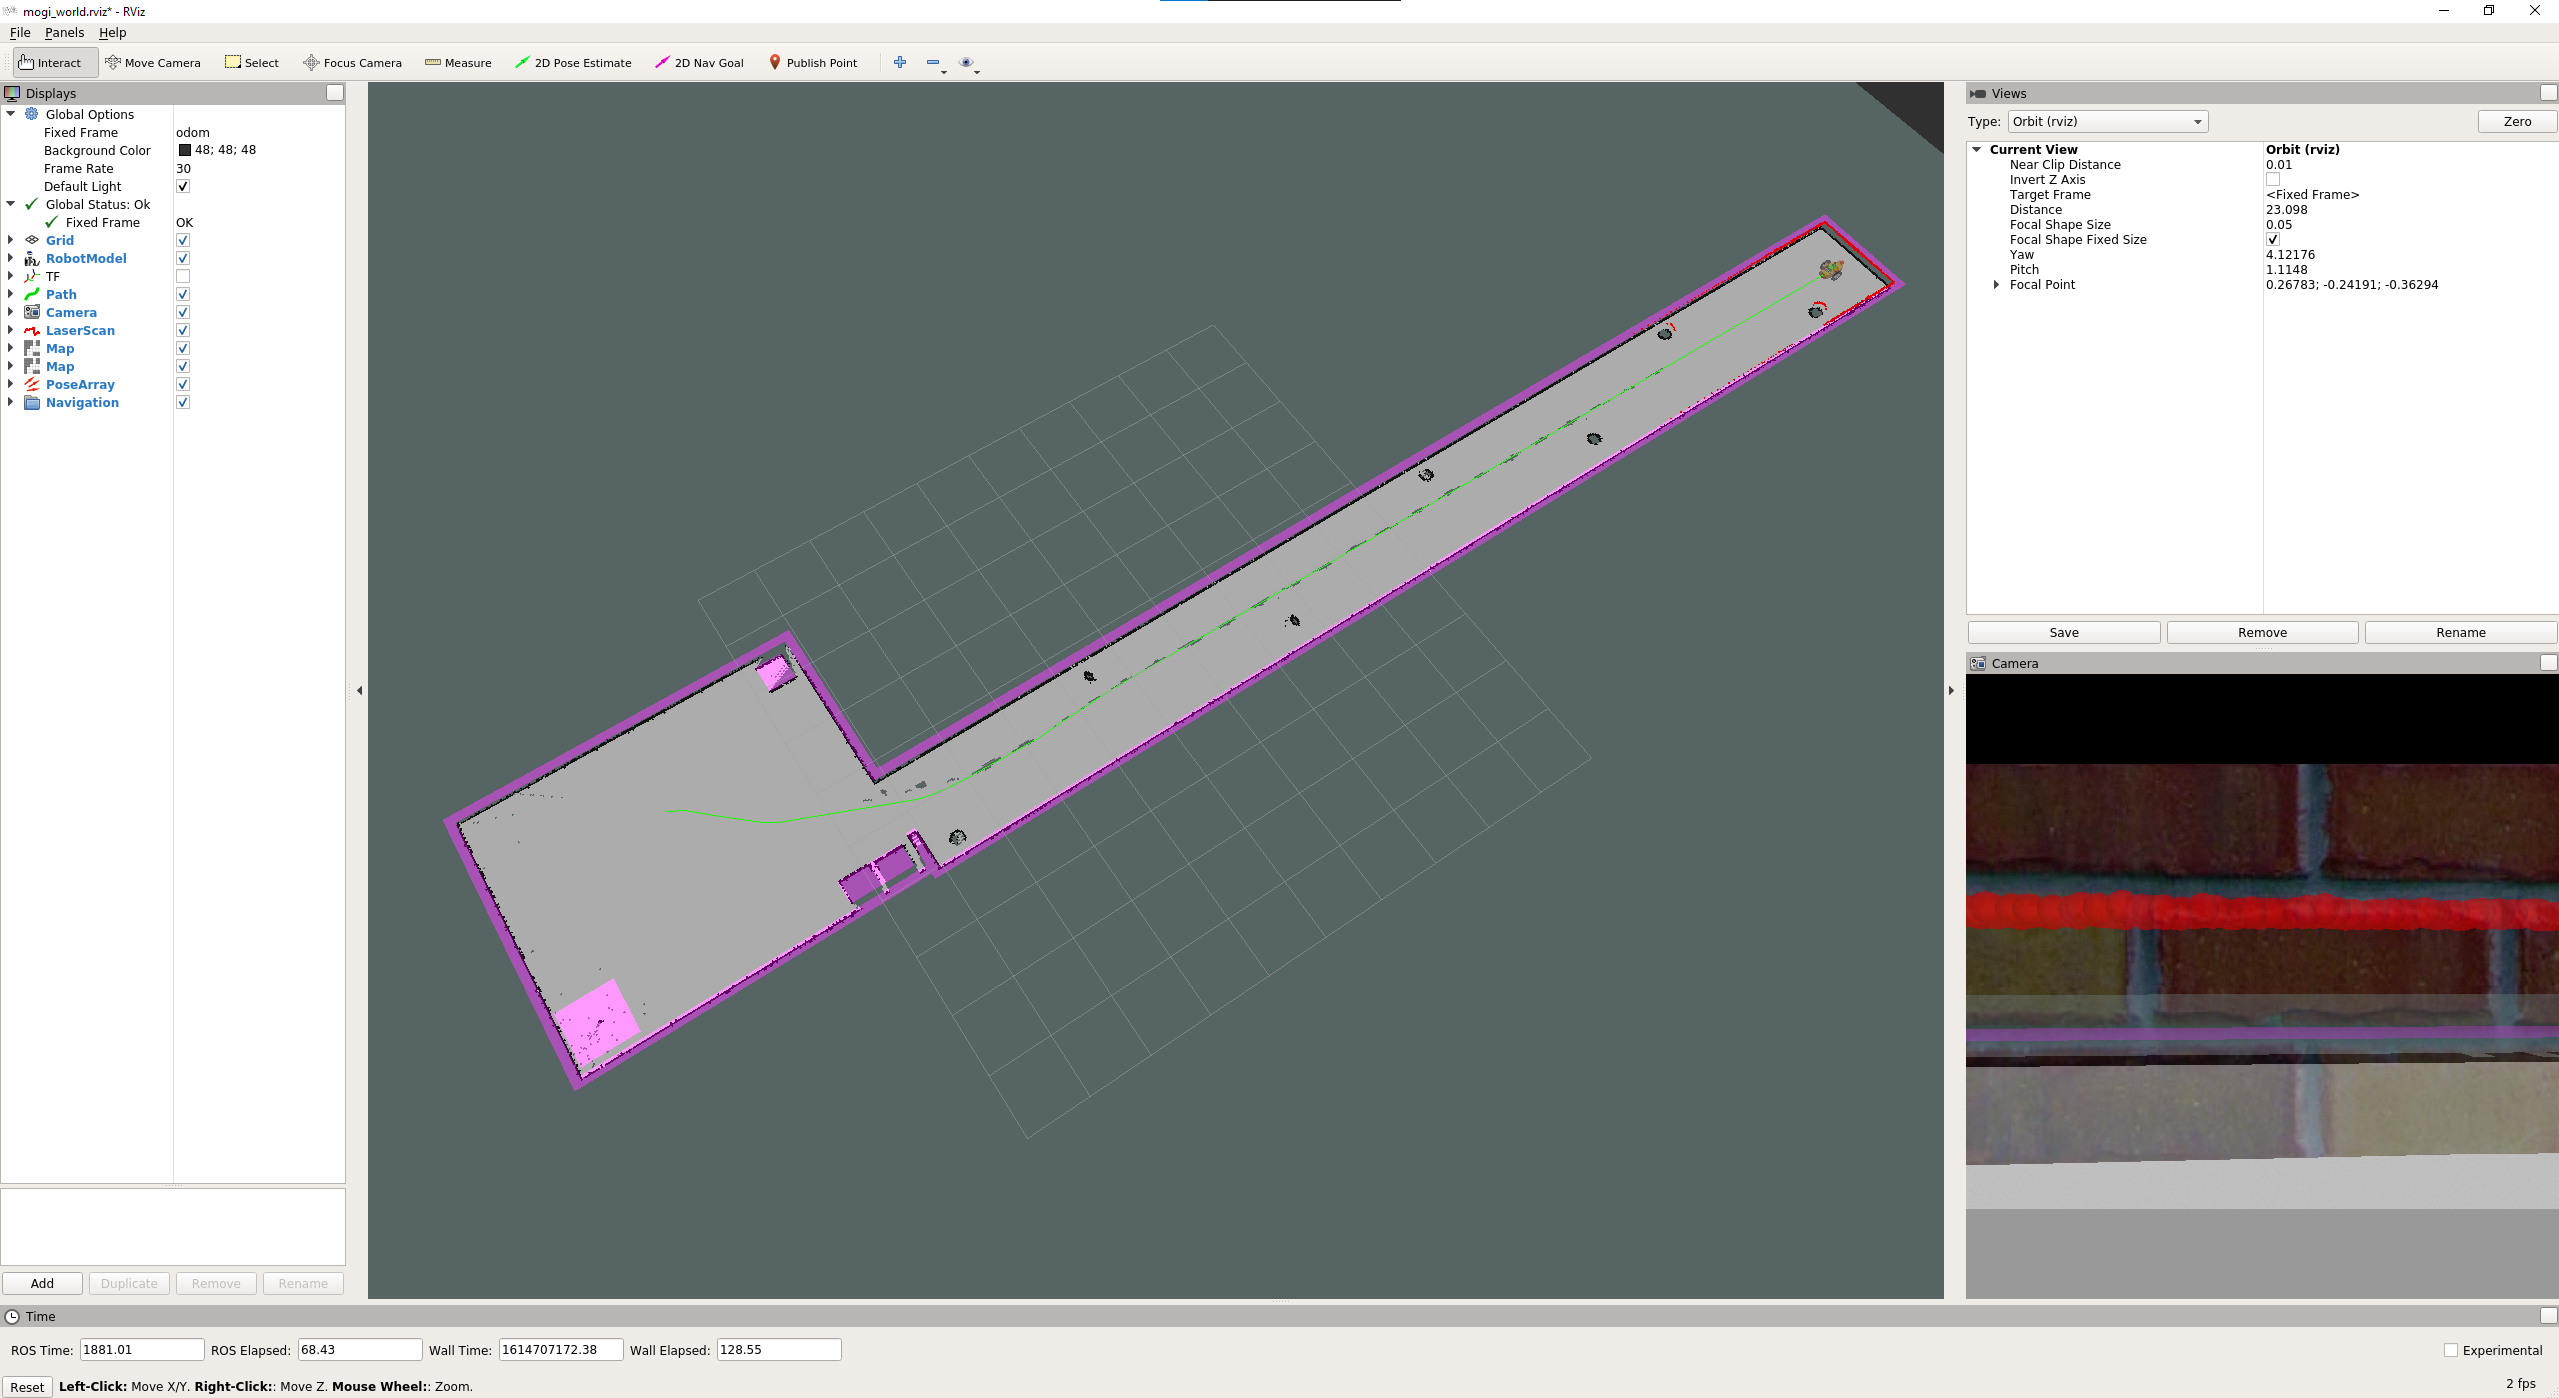 mogi_world.rviz* - RViz
File Panels Help
Interact Move Camera Select Focus Camera Measure 2D Pose Estimate 2D Nav Goal Publish Point
Displays
Global Options
Fixed Frame odom
Background Color 48; 48; 48
Frame Rate 30
Default Light
Global Status: Ok
Fixed Frame OK
Grid
RobotModel
TF
Path
Camera
LaserScan
Map
Map
PoseArray
Navigation
Add Duplicate Remove Rename
Views
Type: Orbit (rviz) Zero
Current View Orbit (rviz)
Near Clip Distance 0.01
Invert Z Axis
Target Frame <Fixed Frame>
Distance 23.098
Focal Shape Size 0.05
Focal Shape Fixed Size
Yaw 4.12176
Pitch 1.1148
Focal Point 0.26783; -0.24191; -0.36294
Save Remove Rename
Camera
Time
ROS Time: 1881.01 ROS Elapsed: 68.43 Wall Time: 1614707172.38 Wall Elapsed: 128.55 Experimental
Reset Left-Click: Move X/Y. Right-Click:: Move Z. Mouse Wheel:: Zoom. 2 fps